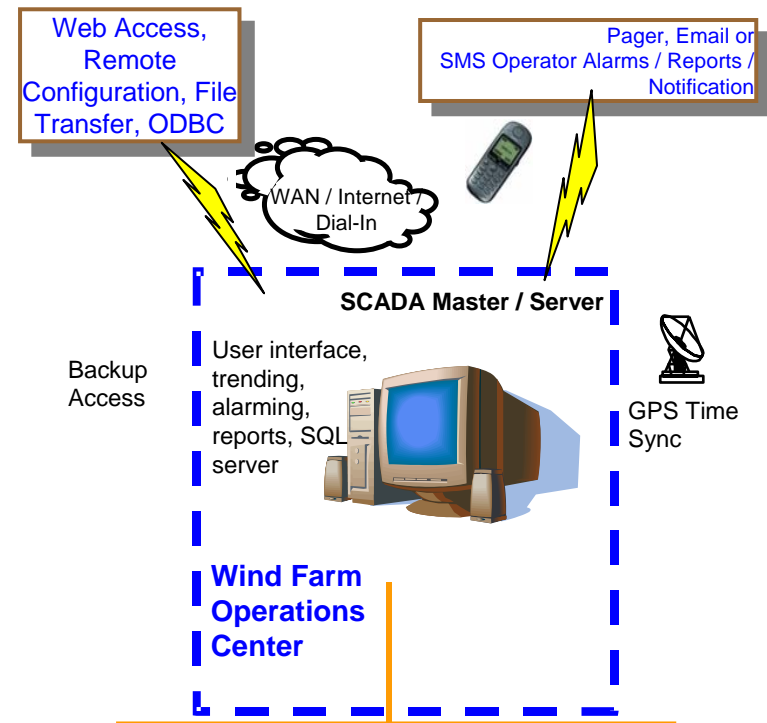 Web Access,
Remote
Configuration, File
Transfer, ODBC
Pager, Email or
SMS Operator Alarms / Reports /
Notification
WAN / Internet /
Dial-In
SCADA Master / Server
User interface,
trending,
alarming,
reports, SQL
server
Backup
Access
GPS Time
Sync
Wind Farm
Operations
Center